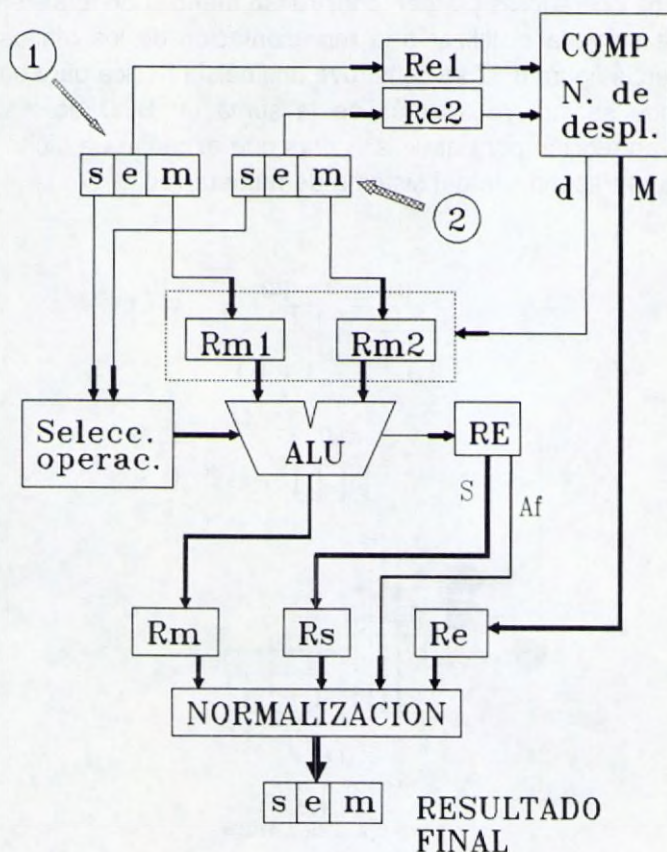 1
Re1
Re2
COMP
N de
despl.
d M
s e m
s e m
2
Rm1
Rm2
Selecc.
operac.
ALU
RE
S
Af
Rm
Rs
Re
NORMALIZACION
s e m
RESULTADO
FINAL